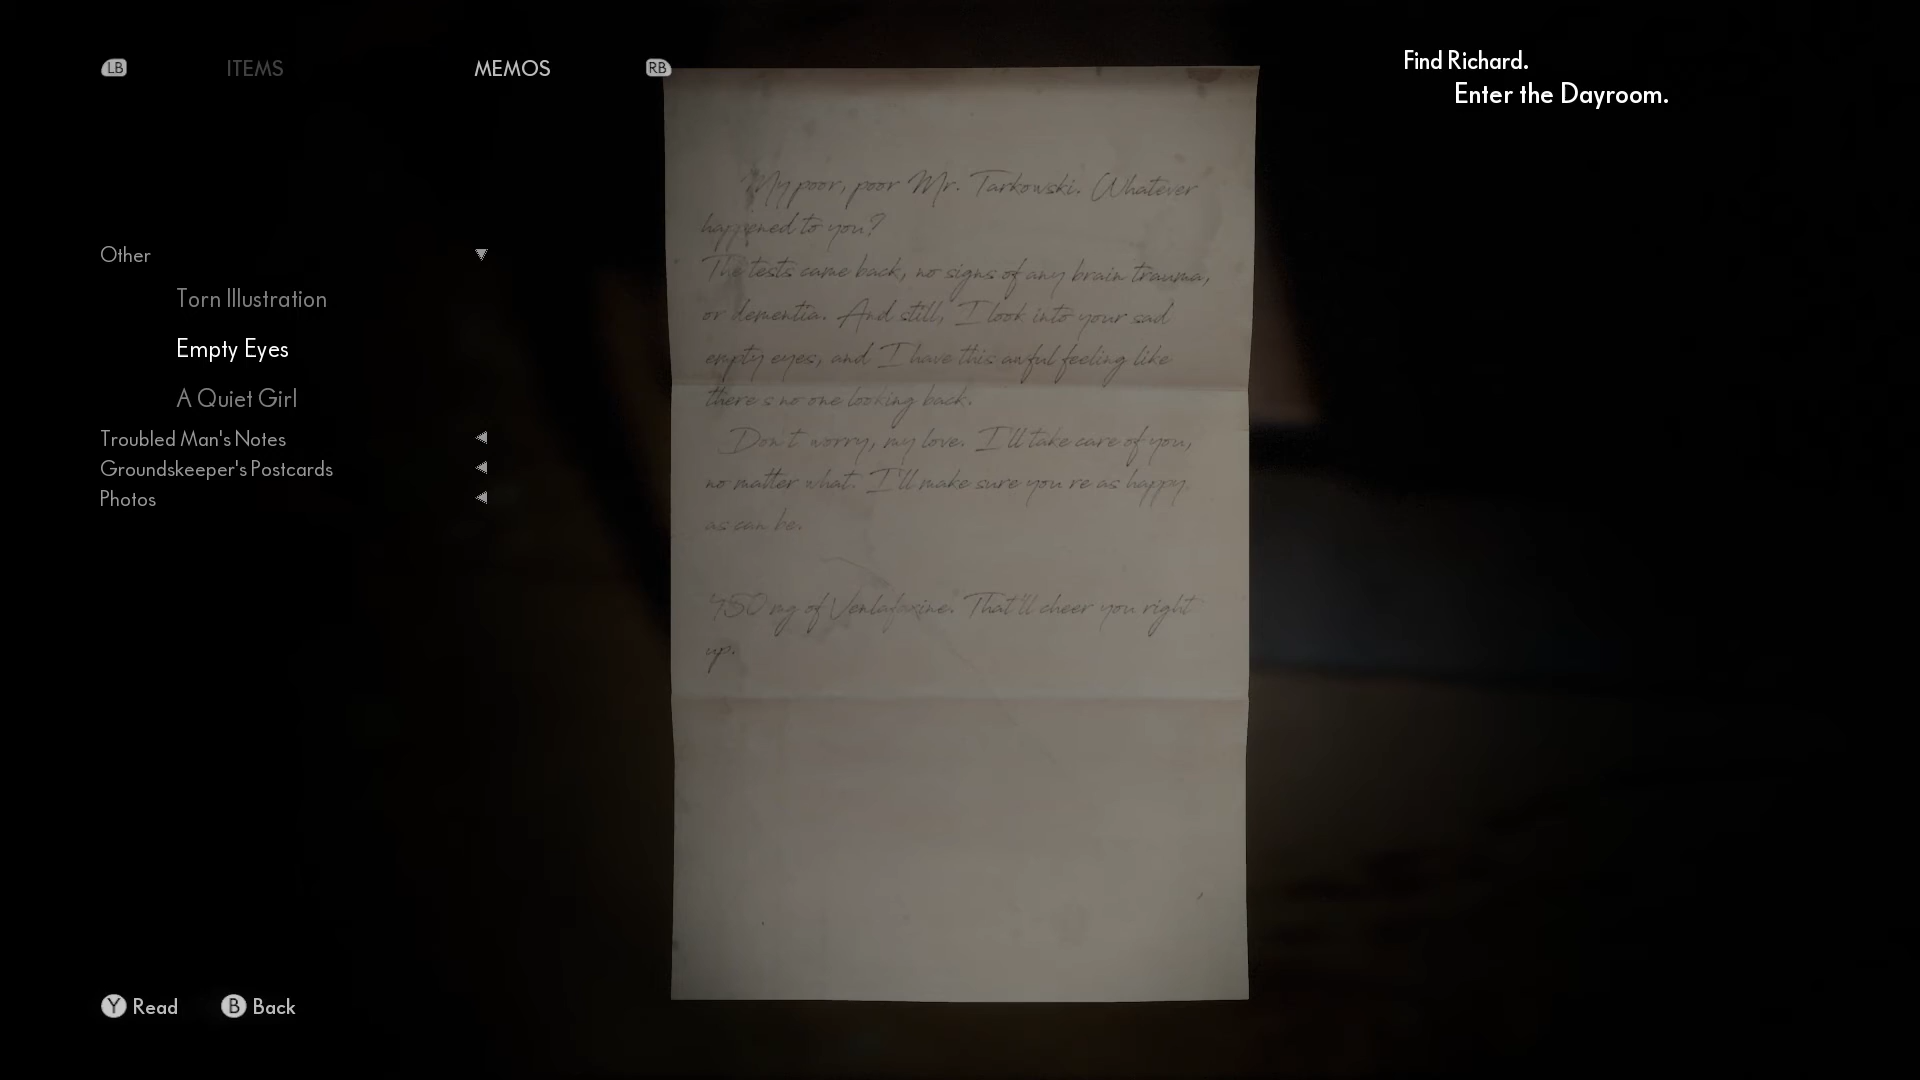 LB ITEMS MEMOS RB
Find Richard.
Enter the Dayroom.
Other
Torn Illustration
Empty Eyes
A Quiet Girl
Troubled Man's Notes
Groundskeeper's Postcards
Photos
My poor, poor Mr. Tarkowski. Whatever
happened to you?
The tests came back, no signs of any brain trauma,
or dementia. And still, I look into your sad
empty eyes, and I have this awful feeling like
there s no one looking back.
Don t worry, my love. I'll take care of you,
no matter what. I'll make sure you re as happy
as can be.
mg of Venlafaxine. That'll cheer you right
up.
Y Read B Back